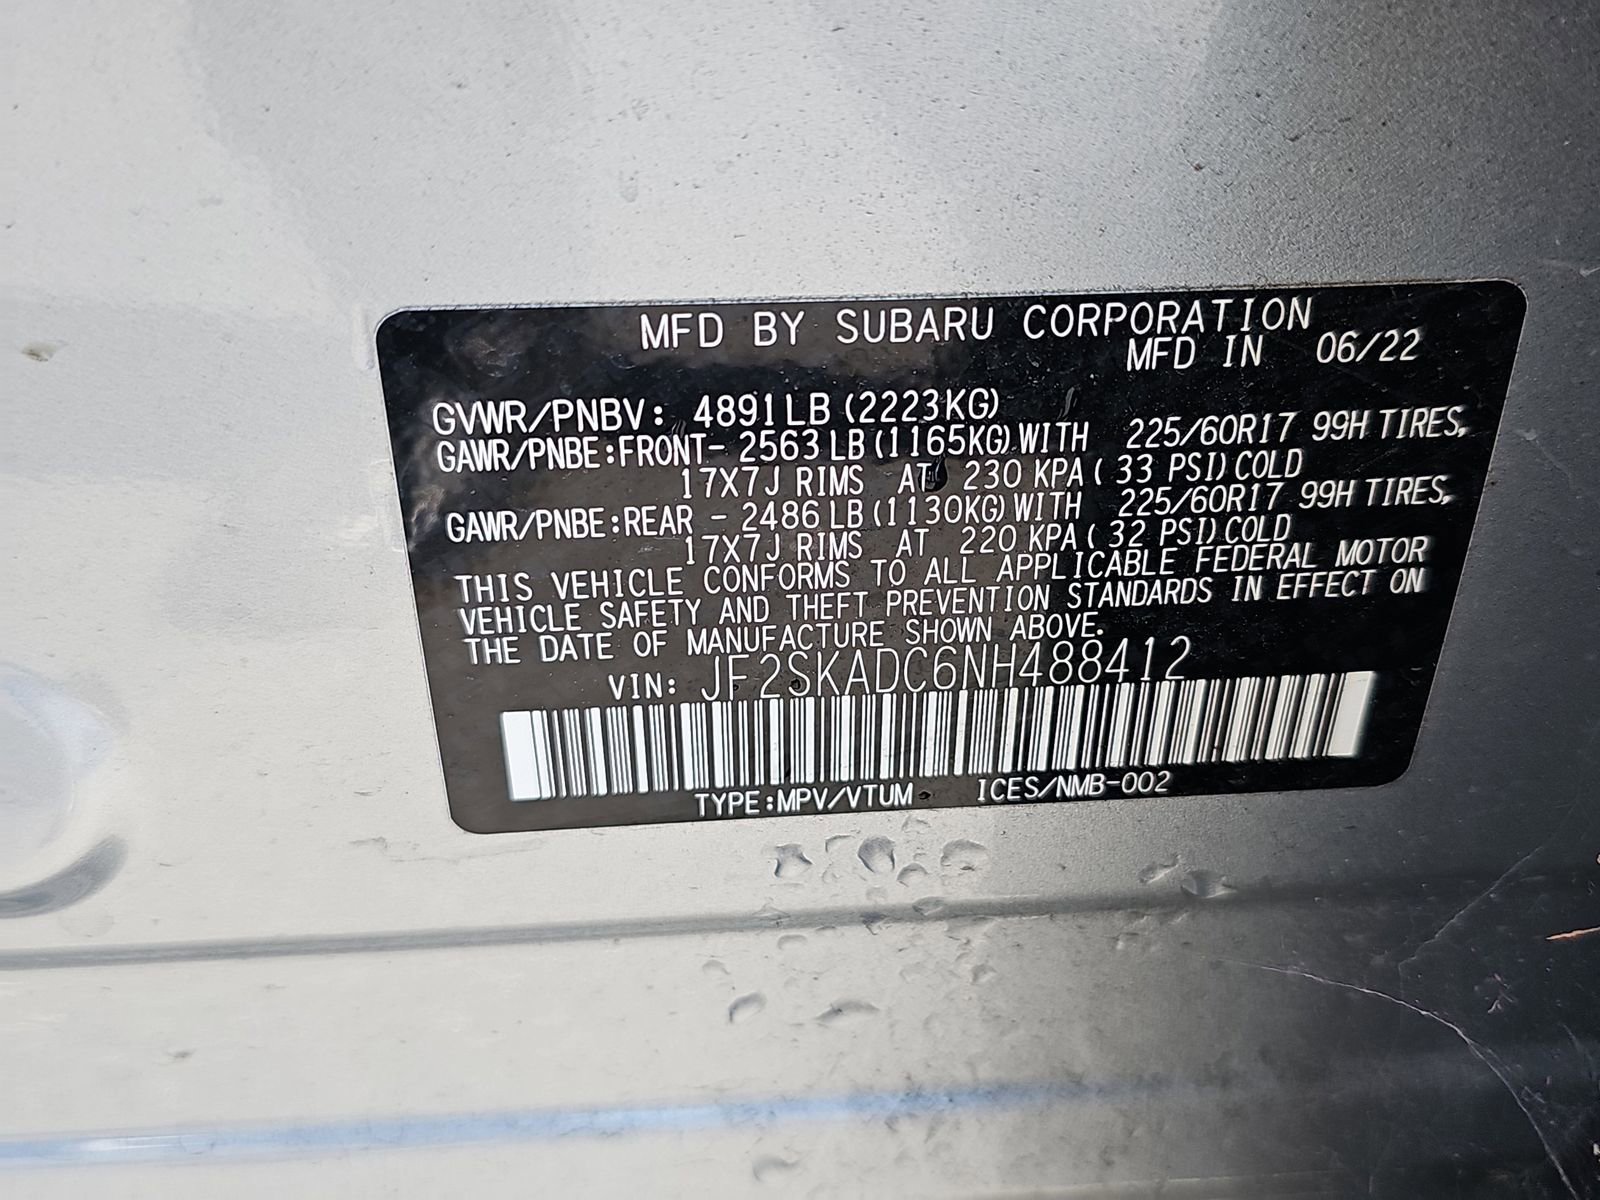 MFD BY SUBARU CORPORATION
MFD IN 06/22
GVWR/PNBV: 4891LB (2223KG)
GAWR/PNBE:FRONT- 2563 LB (1165KG) WITH 225/60R17 99H TIRES,
17X7J RIMS AT 230 KPA ( 33 PSI) COLD
GAWR/PNBE:REAR - 2486 LB (1130KG) WITH 225/60R17 99H TIRES,
17X7J RIMS AT 220 KPA ( 32 PSI) COLD
THIS VEHICLE CONFORMS TO ALL APPLICABLE FEDERAL MOTOR
VEHICLE SAFETY AND THEFT PREVENTION STANDARDS IN EFFECT ON
THE DATE OF MANUFACTURE SHOWN ABOVE.
VIN: JF2SKADC6NH488412
TYPE:MPV/VTUM ICES/NMB-002